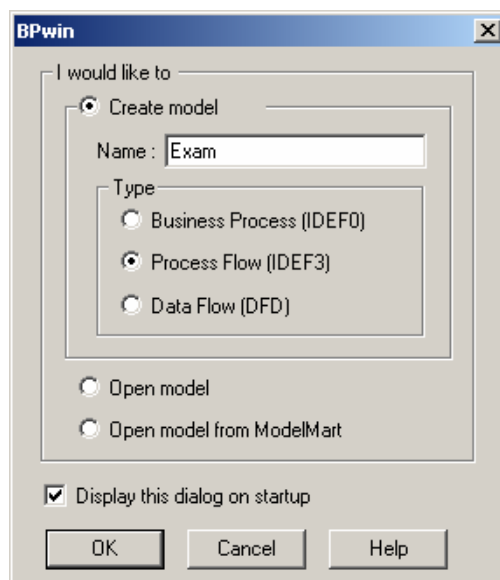 BPwin
I would like to
Create model
Name : Exam
Type
Business Process (IDEF0)
Process Flow (IDEF3)
Data Flow (DFD)
Open model
Open model from ModelMart
Display this dialog on startup
OK Cancel Help